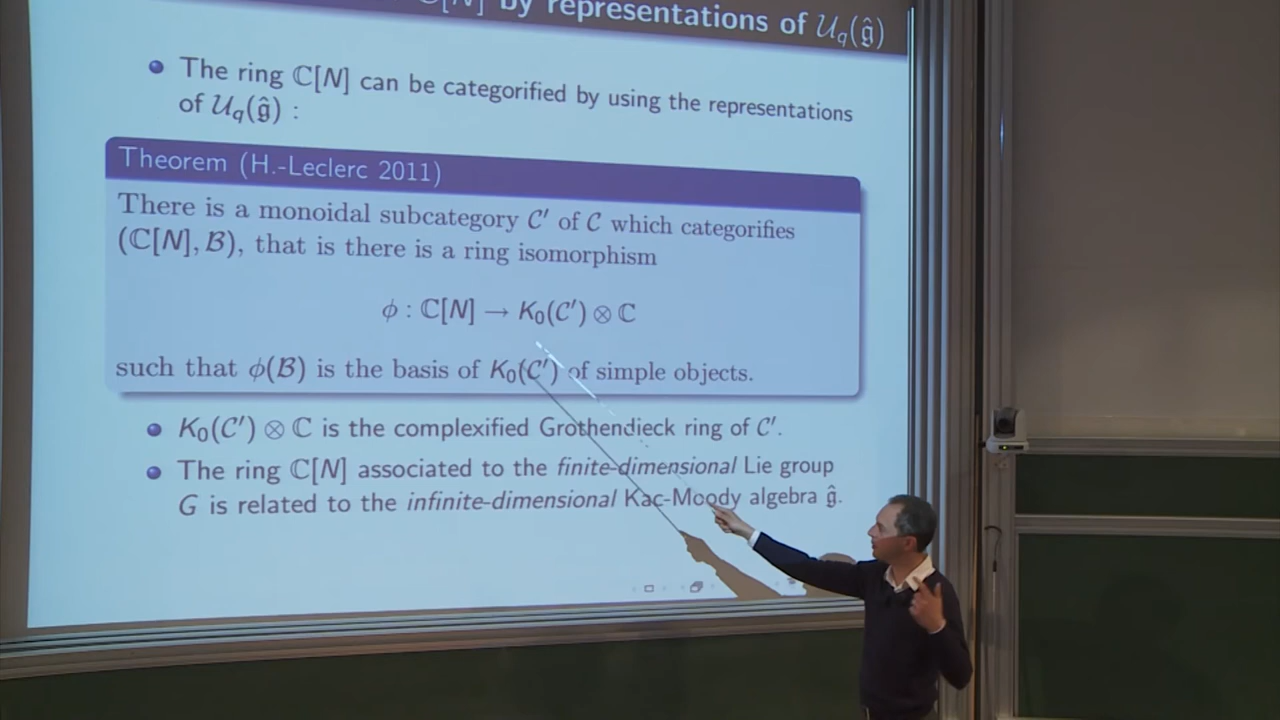 ℂ[N] by representations of 𝒰_q(ĝ)
The ring ℂ[N] can be categorified by using the representations
of 𝒰_q(ĝ) :
Theorem (H.-Leclerc 2011)
There is a monoidal subcategory 𝒞′ of 𝒞 which categorifies
(ℂ[N], ℬ), that is there is a ring isomorphism
ϕ : ℂ[N] → K₀(𝒞′) ⊗ ℂ
such that ϕ(ℬ) is the basis of K₀(𝒞′) of simple objects.
K₀(𝒞′) ⊗ ℂ is the complexified Grothendieck ring of 𝒞′.
The ring ℂ[N] associated to the finite-dimensional Lie group
G is related to the infinite-dimensional Kac-Moody algebra ĝ.